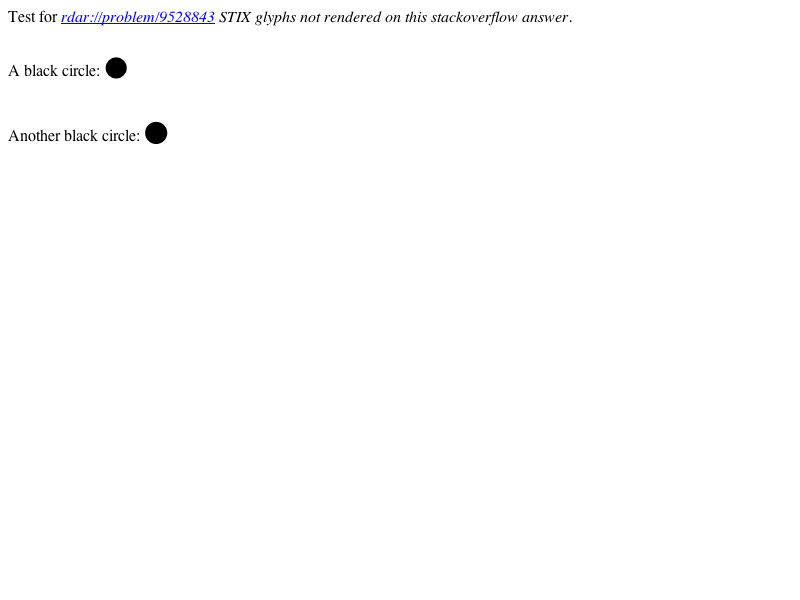 Test for rdar://problem/9528843 STIX glyphs not rendered on this stackoverflow answer.
A black circle: ●
Another black circle: ●